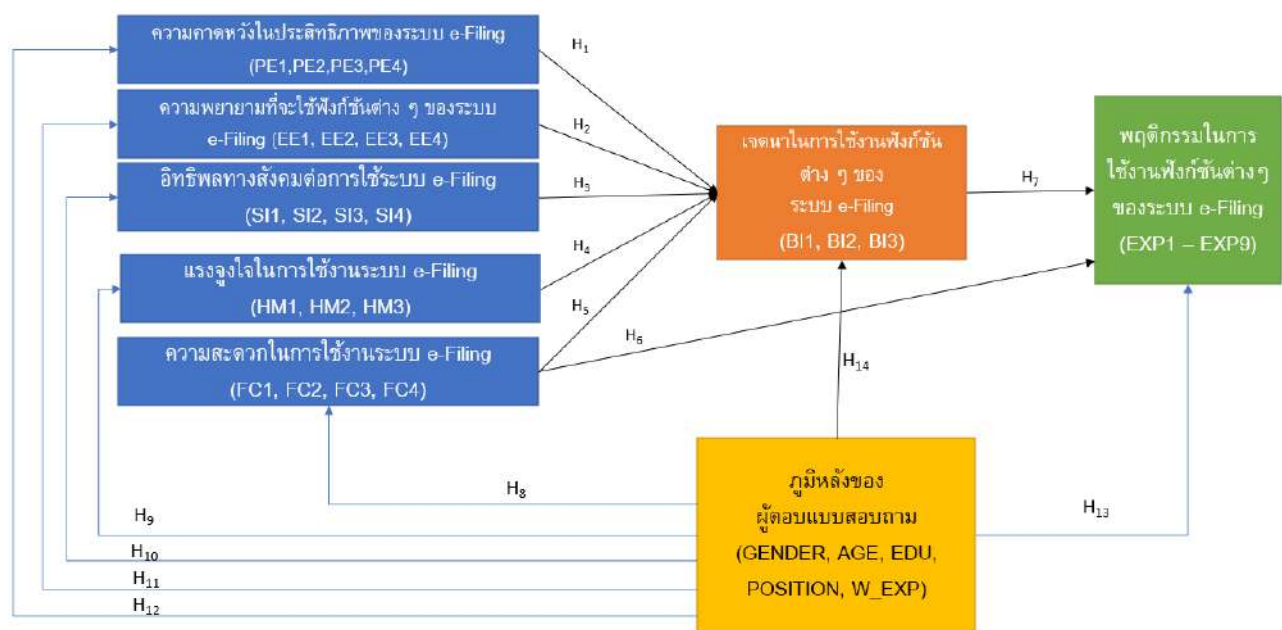 ความคาดหวังในประสิทธิภาพของระบบ e-Filing
(PE1,PE2,PE3,PE4)
H1
ความพยายามที่จะใช้ฟังก์ชันต่าง ๆ ของระบบ
e-Filing (EE1, EE2, EE3, EE4)
H2
อิทธิพลทางสังคมต่อการใช้ระบบ e-Filing
(SI1, SI2, SI3, SI4)
H3
แรงจูงใจในการใช้งานระบบ e-Filing
(HM1, HM2, HM3)
H4
ความสะดวกในการใช้งานระบบ e-Filing
(FC1, FC2, FC3, FC4)
H5
H6
เจตนาในการใช้งานฟังก์ชัน
ต่าง ๆ ของ
ระบบ e-Filing
(BI1, BI2, BI3)
H7
พฤติกรรมในการ
ใช้งานฟังก์ชันต่างๆ
ของระบบ e-Filing
(EXP1 – EXP9)
H14
ภูมิหลังของ
ผู้ตอบแบบสอบถาม
(GENDER, AGE, EDU,
POSITION, W_EXP)
H13
H8
H9
H10
H11
H12